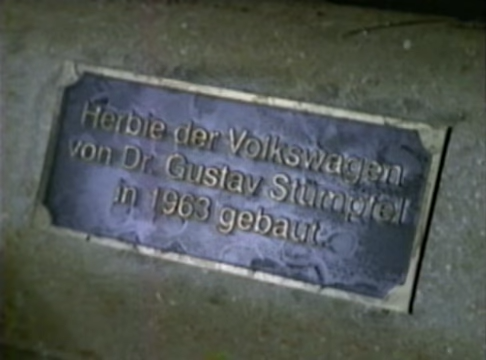 Herbie der Volkswagen
von Dr. Gustav Stumpfel
in 1963 gebaut.